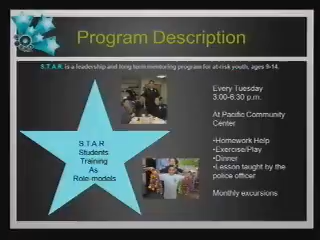 Program Description
S.T.A.R. is a leadership and long term mentoring program for at-risk youth, ages 9-14.
Every Tuesday
3:00-6:30 p.m.
At Pacific Community
Center
•Homework Help
•Exercise/Play
•Dinner
•Lesson taught by the
police officer
Monthly excursions
S.T.A.R
Students
Training
As
Role-models